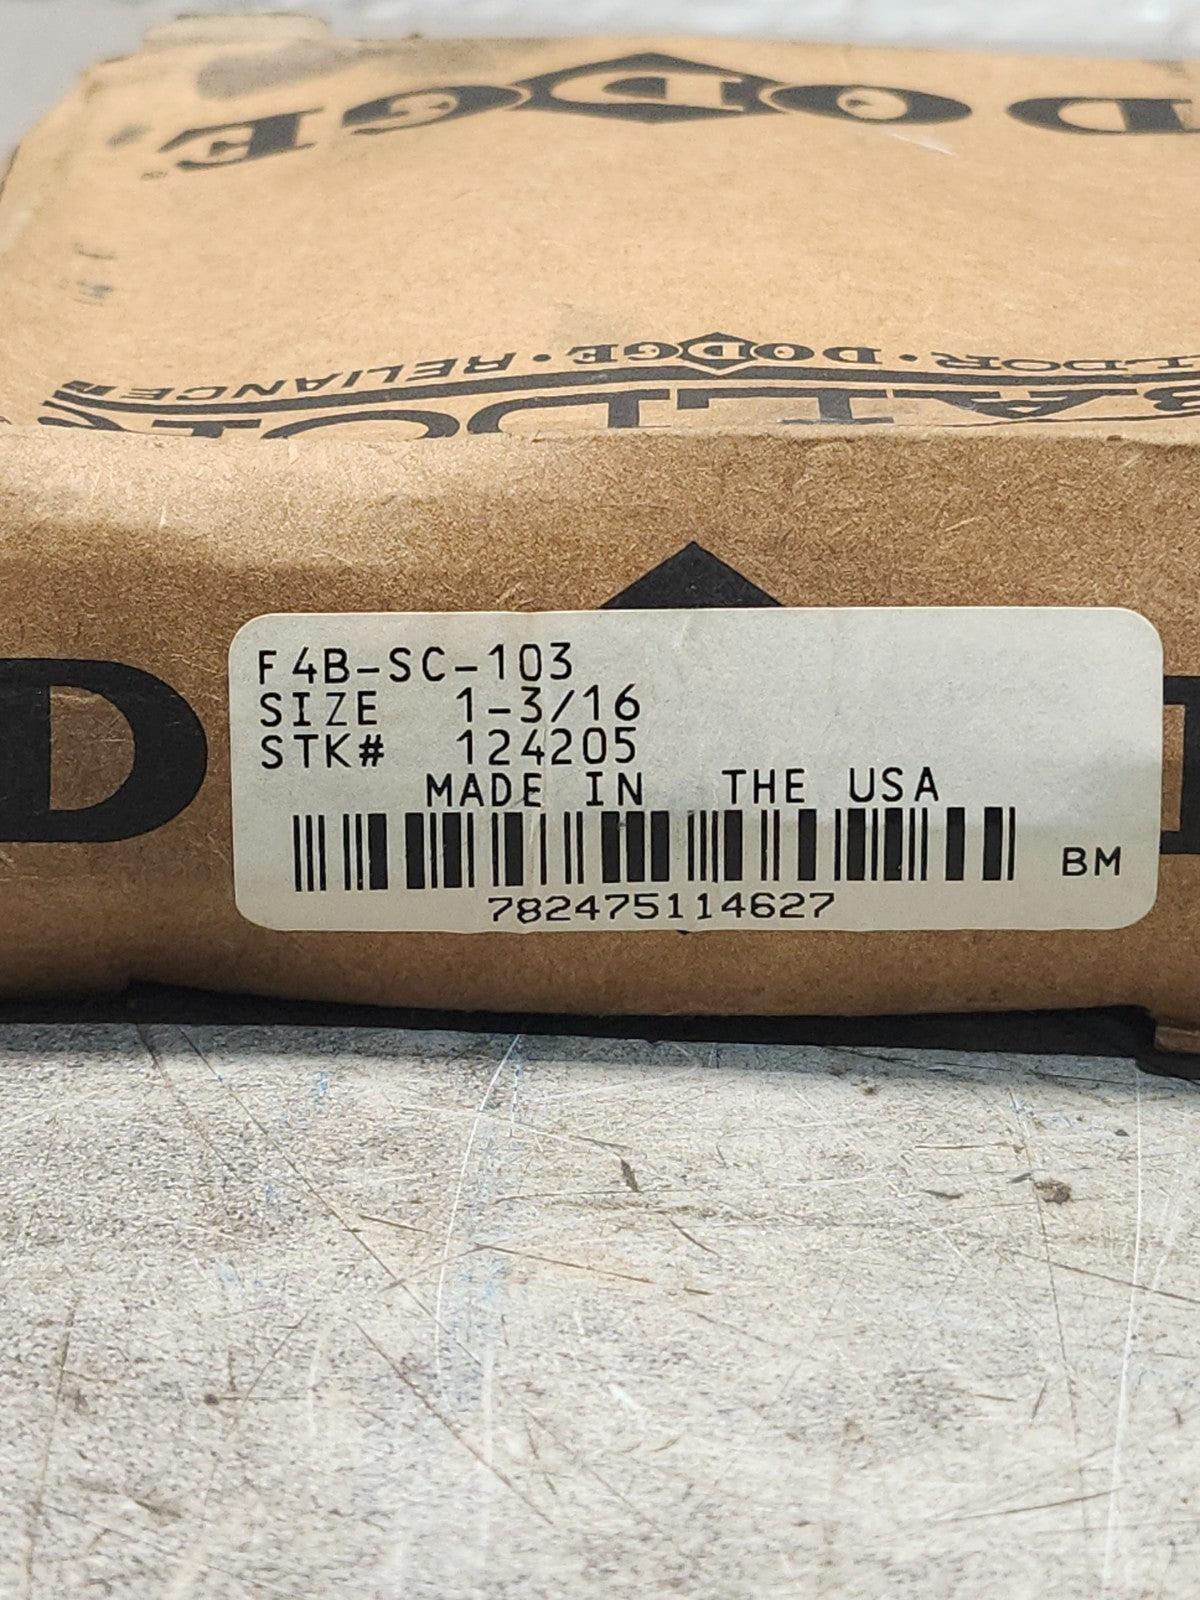 DODGE®
BALDOR
BALDOR · DODGE · RELIANCE
D
F4B-SC-103
SIZE 1-3/16
STK# 124205
MADE IN THE USA
BM
782475114627